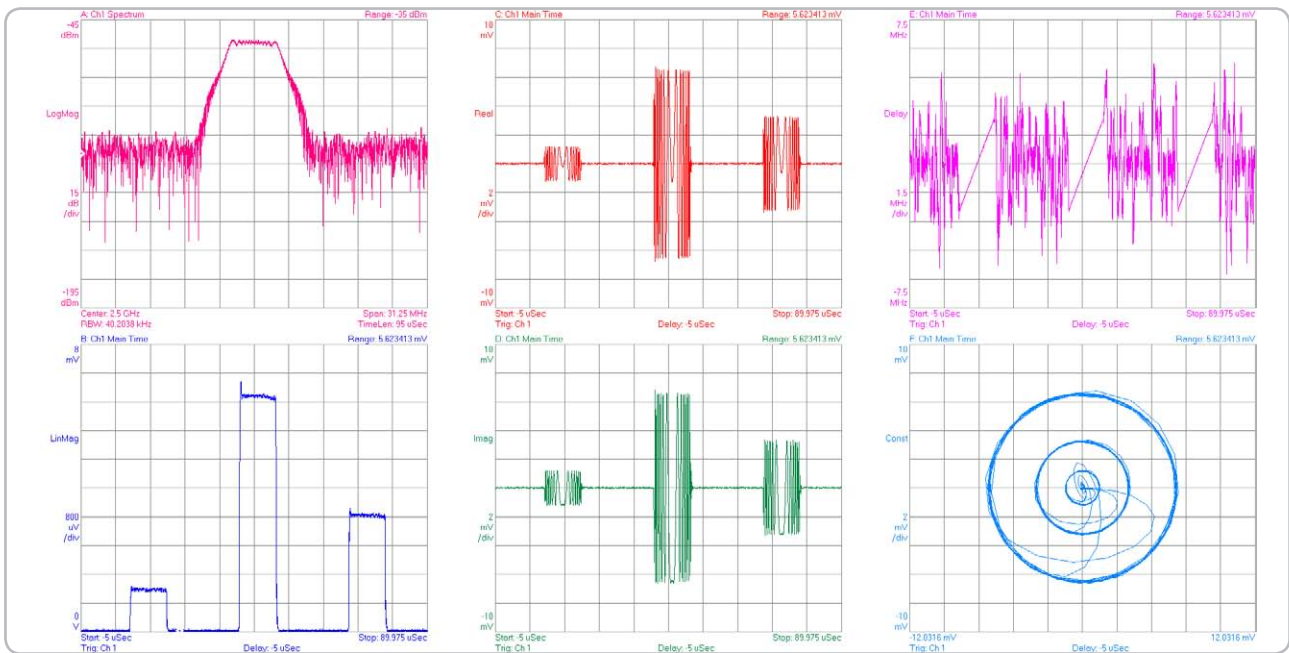 A: Ch1 Spectrum
Range: -35 dBm
-45
dBm
LogMag
15
dB
/div
-195
dBm
Center: 2.5 GHz
Span: 31.25 MHz
RBW: 40.2038 kHz
TimeLen: 95 uSec
C: Ch1 Main Time
Range: 5.623413 mV
10
mV
Real
2
mV
/div
-10
mV
Start: -5 uSec
Stop: 89.975 uSec
Trig: Ch 1
Delay: -5 uSec
E: Ch1 Main Time
Range: 5.623413 mV
7.5
MHz
Delay
1.5
MHz
/div
-7.5
MHz
Start: -5 uSec
Stop: 89.975 uSec
Trig: Ch 1
Delay: -5 uSec
B: Ch1 Main Time
Range: 5.623413 mV
8
mV
LinMag
800
uV
/div
0
V
Start: -5 uSec
Stop: 89.975 uSec
Trig: Ch 1
Delay: -5 uSec
D: Ch1 Main Time
Range: 5.623413 mV
10
mV
Imag
2
mV
/div
-10
mV
Start: -5 uSec
Stop: 89.975 uSec
Trig: Ch 1
Delay: -5 uSec
F: Ch1 Main Time
Range: 5.623413 mV
10
mV
Const
2
mV
/div
-10
mV
-12.0316 mV
12.0316 mV
Trig: Ch 1
Delay: -5 uSec